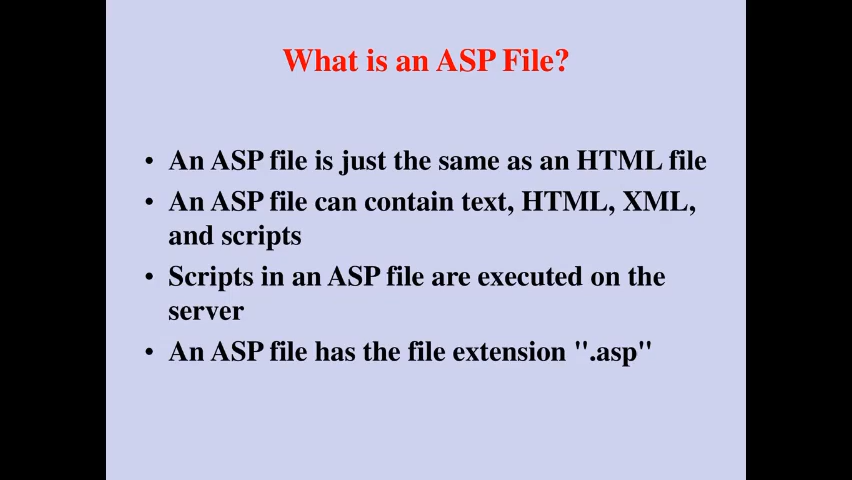 What is an ASP File?
• An ASP file is just the same as an HTML file
• An ASP file can contain text, HTML, XML,
and scripts
• Scripts in an ASP file are executed on the
server
• An ASP file has the file extension ".asp"